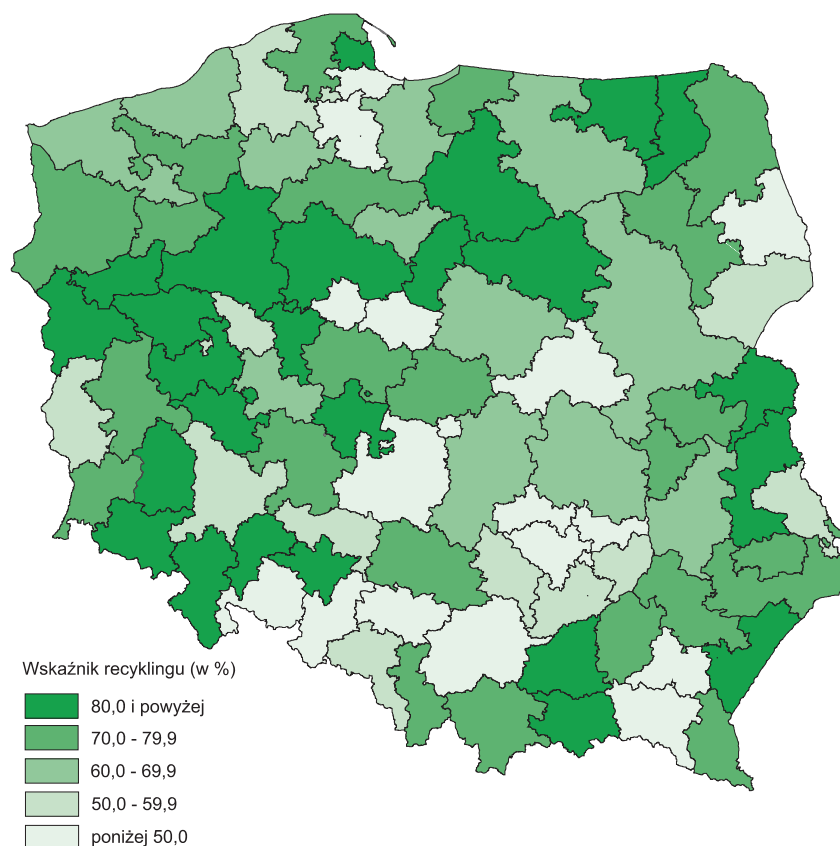 Wskaźnik recyklingu (w %)
80,0 i powyżej
70,0 - 79,9
60,0 - 69,9
50,0 - 59,9
poniżej 50,0